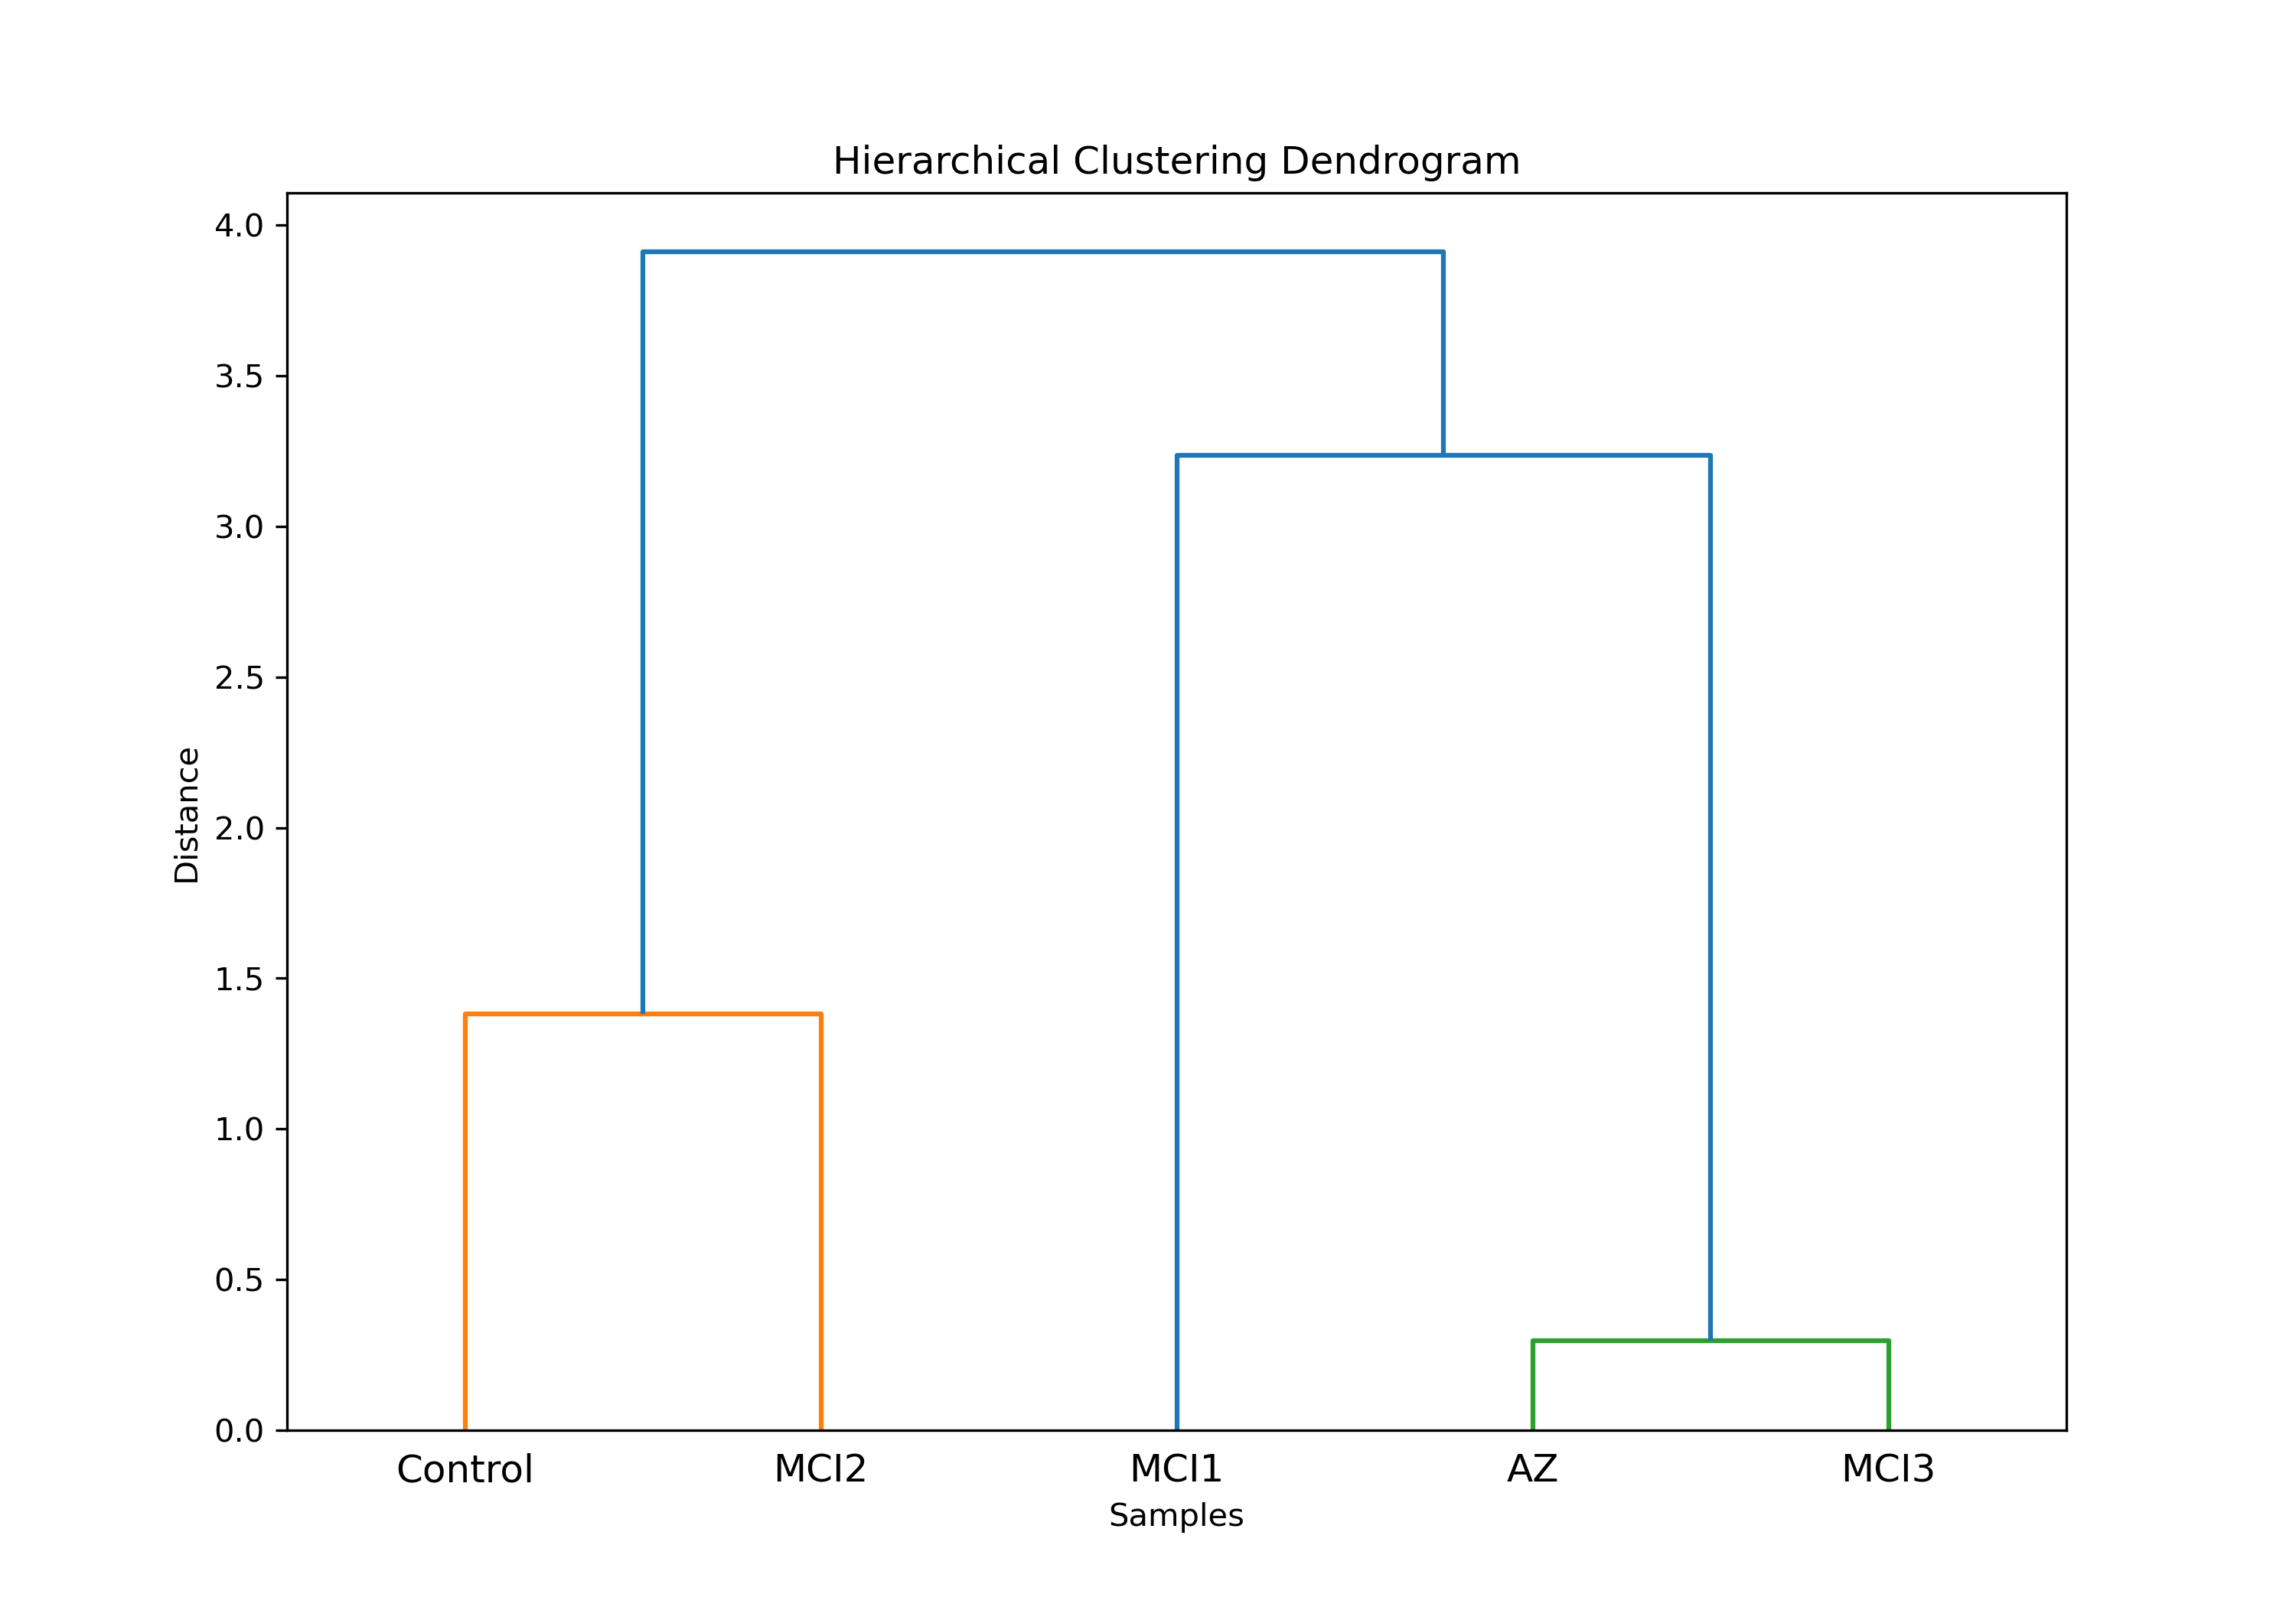 Hierarchical Clustering Dendrogram
4.0
3.5
3.0
2.5
2.0
1.5
1.0
0.5
0.0
Distance
Control MCI2 MCI1 AZ MCI3
Samples